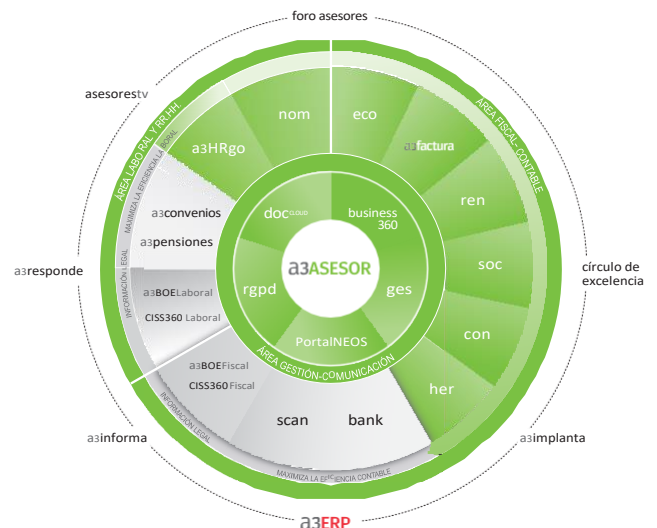 foro asesores
asesorestv
ÁREA LABORAL Y RR HH.
ÁREA FISCAL-CONTABLE
MAXIMIZA LA EFICIENCIA LABORAL
nom
eco
a3HRgo
a3factura
ren
a3convenios
a3pensiones
docCLOUD
business
360
a3responde
a3ASESOR
soc
círculo de
excelencia
INFORMACIÓN LEGAL
a3BOELaboral
CISS360 Laboral
rgpd
ges
con
PortalNEOS
ÁREA GESTIÓN-COMUNICACIÓN
a3BOEFiscal
CISS360 Fiscal
her
scan
bank
a3informa
a3implanta
INFORMACIÓN LEGAL
MAXIMIZA LA EFICIENCIA CONTABLE
a3ERP